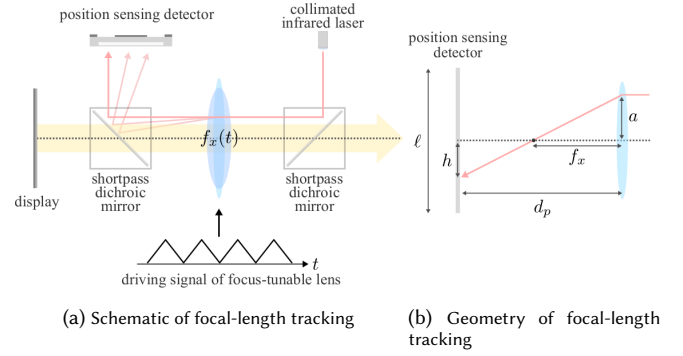 position sensing detector
collimated
infrared laser
f_x(t)
display
shortpass
dichroic
mirror
shortpass
dichroic
mirror
t
driving signal of focus-tunable lens
(a) Schematic of focal-length tracking
position sensing
detector
ℓ
h
a
f_x
d_p
(b) Geometry of focal-length
tracking